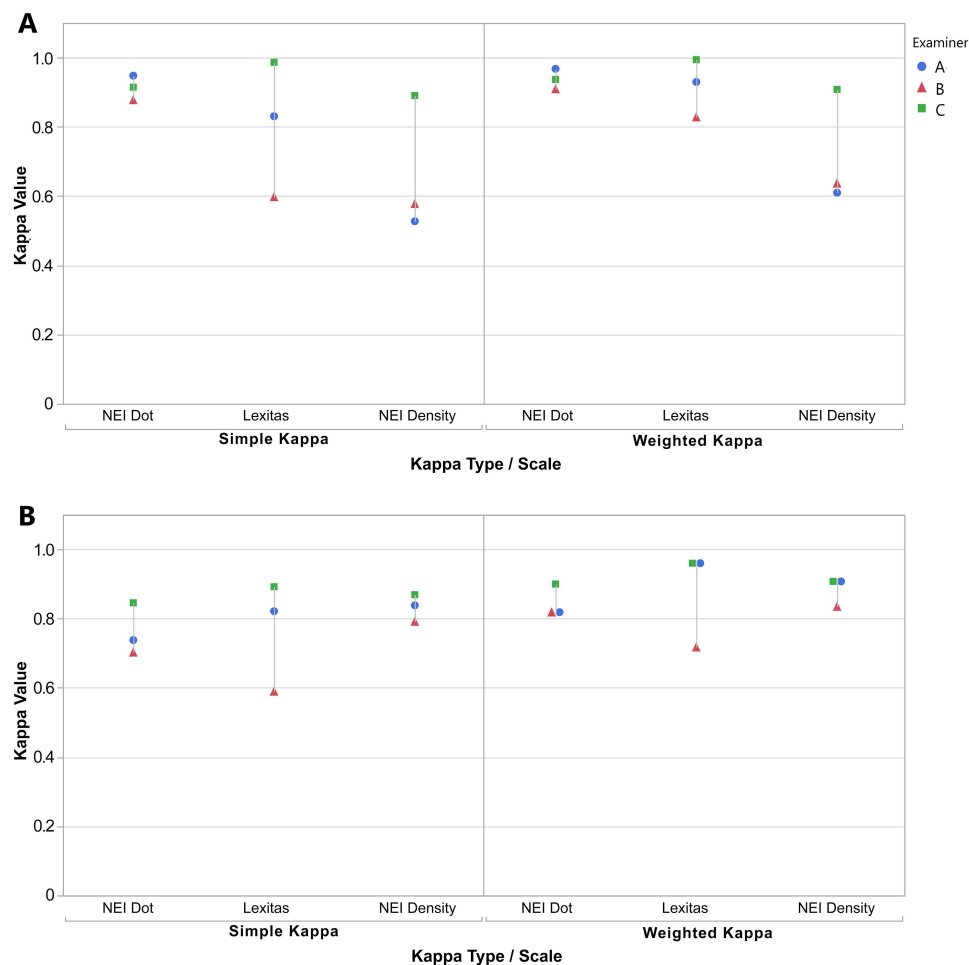 A
Examiner
A
B
C
1.0
0.8
0.6
0.4
0.2
0
Kappa Value
NEI Dot Lexitas NEI Density NEI Dot Lexitas NEI Density
Simple Kappa Weighted Kappa
Kappa Type / Scale
B
1.0
0.8
0.6
0.4
0.2
0
Kappa Value
NEI Dot Lexitas NEI Density NEI Dot Lexitas NEI Density
Simple Kappa Weighted Kappa
Kappa Type / Scale